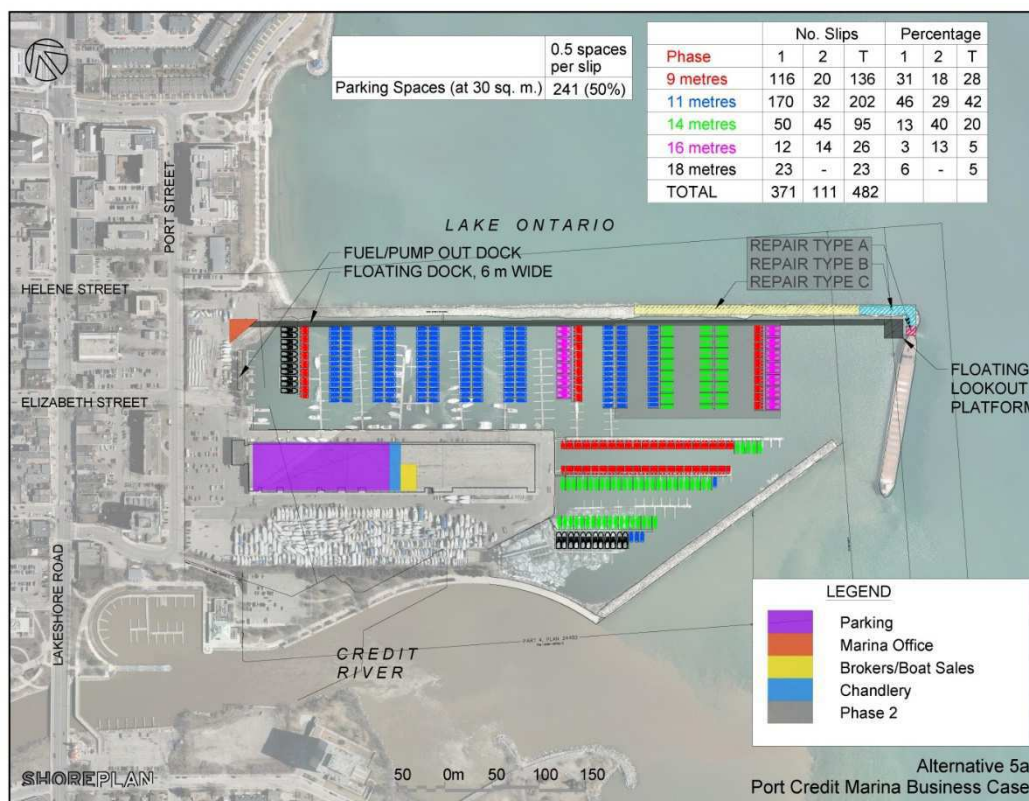 0.5 spaces
per slip
Parking Spaces (at 30 sq. m.) 241 (50%)
No. Slips Percentage
Phase 1 2 T 1 2 T
9 metres 116 20 136 31 18 28
11 metres 170 32 202 46 29 42
14 metres 50 45 95 13 40 20
16 metres 12 14 26 3 13 5
18 metres 23 - 23 6 - 5
TOTAL 371 111 482
PORT STREET
LAKE ONTARIO
FUEL/PUMP OUT DOCK
FLOATING DOCK, 6 m WIDE
REPAIR TYPE A
REPAIR TYPE B
REPAIR TYPE C
HELENE STREET
ELIZABETH STREET
FLOATING
LOOKOUT
PLATFORM
LAKESHORE ROAD
CREDIT
RIVER
PART 4, PLAN
LEGEND
Parking
Marina Office
Brokers/Boat Sales
Chandlery
Phase 2
SHOREPLAN
50 0m 50 100 150
Alternative 5a
Port Credit Marina Business Case